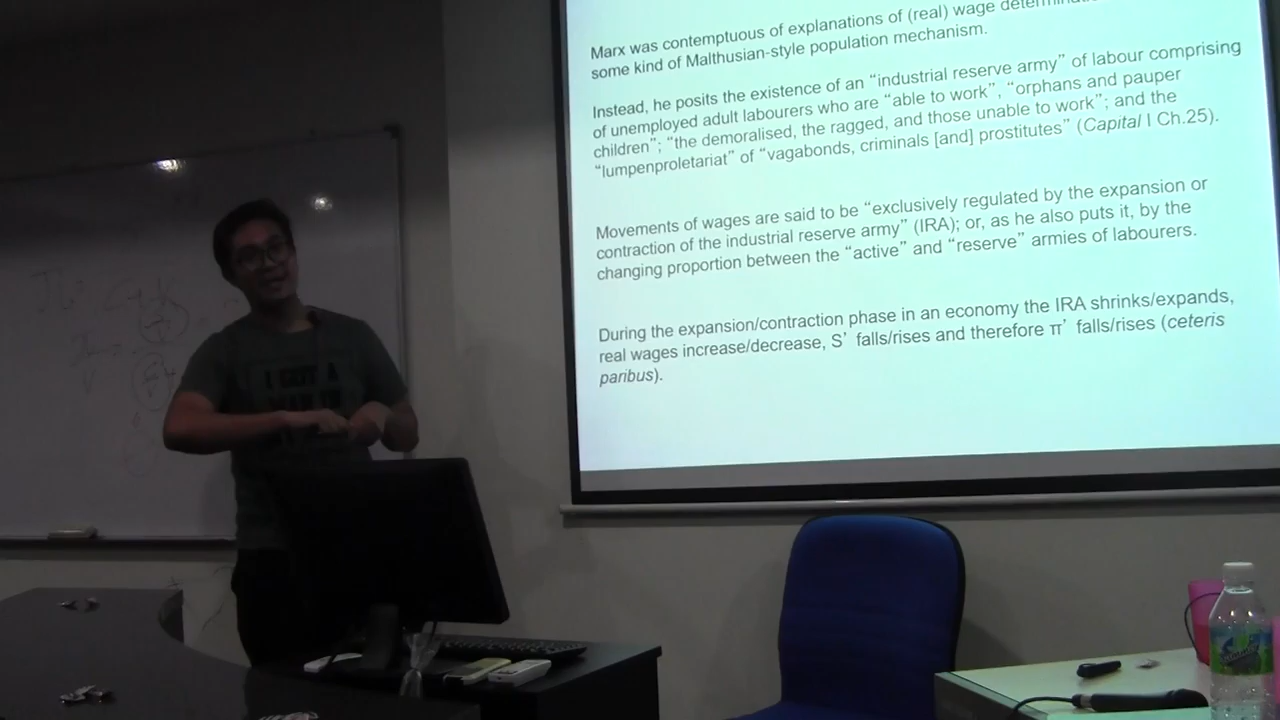 Marx was contemptuous of explanations of (real) wage
some kind of Malthusian-style population mechanism.
Instead, he posits the existence of an “industrial reserve army” of labour comprising
of unemployed adult labourers who are “able to work”, “orphans and pauper
children”; “the demoralised, the ragged, and those unable to work”; and the
“lumpenproletariat” of “vagabonds, criminals [and] prostitutes” (Capital I Ch.25).
Movements of wages are said to be “exclusively regulated by the expansion or
contraction of the industrial reserve army” (IRA); or, as he also puts it, by the
changing proportion between the “active” and “reserve” armies of labourers.
During the expansion/contraction phase in an economy the IRA shrinks/expands,
real wages increase/decrease, S’ falls/rises and therefore π’ falls/rises (ceteris
paribus).